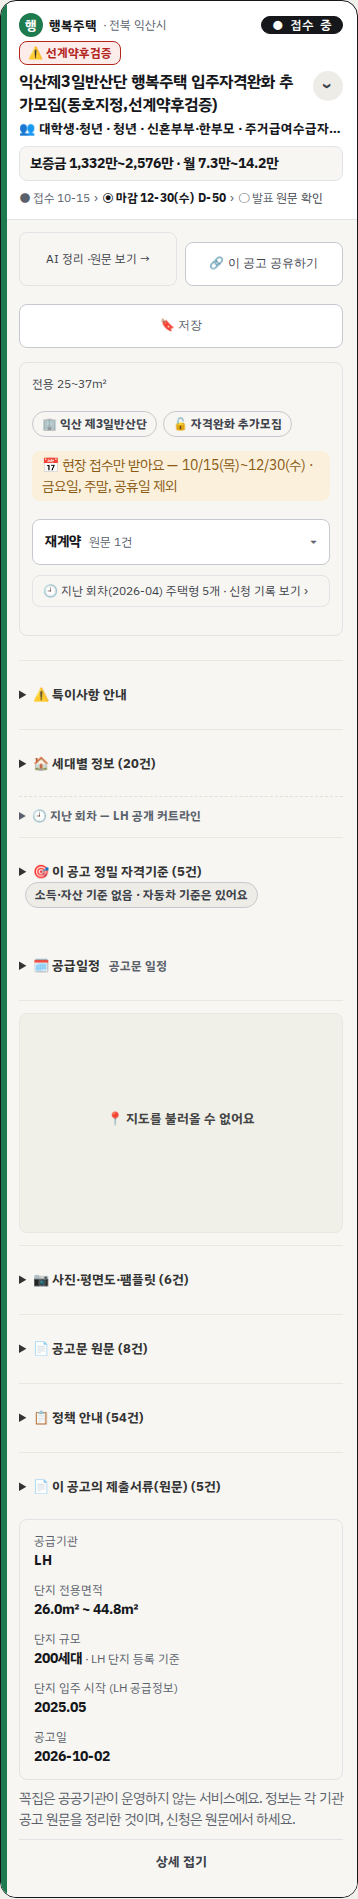 행 행복주택 · 전북 익산시 ● 접수 중
⚠️ 선계약후검증
익산제3일반산단 행복주택 입주자격완화 추
가모집(동호지정,선계약후검증)
👥 대학생·청년 · 청년 · 신혼부부·한부모 · 주거급여수급자…
보증금 1,332만~2,576만 · 월 7.3만~14.2만
● 접수 10-15 › ◉ 마감 12-30(수) D-50 › ○ 발표 원문 확인
AI 정리 ·원문 보기 →
🔗 이 공고 공유하기
🔖 저장
전용 25~37m²
🏢 익산 제3일반산단
🔓 자격완화 추가모집
📅 현장 접수만 받아요 — 10/15(목)~12/30(수) ·
금요일, 주말, 공휴일 제외
재계약 원문 1건
🕘 지난 회차(2026-04) 주택형 5개 · 신청 기록 보기 ›
▶ ⚠️ 특이사항 안내
▶ 🏠 세대별 정보 (20건)
▶ 🕘 지난 회차 — LH 공개 커트라인
▶ 🎯 이 공고 정밀 자격기준 (5건)
소득·자산 기준 없음 · 자동차 기준은 있어요
▶ 🗓️ 공급일정 공고문 일정
📍 지도를 불러올 수 없어요
▶ 📷 사진·평면도·팸플릿 (6건)
▶ 📄 공고문 원문 (8건)
▶ 📋 정책 안내 (54건)
▶ 📄 이 공고의 제출서류(원문) (5건)
공급기관
LH
단지 전용면적
26.0m² ~ 44.8m²
단지 규모
200세대 · LH 단지 등록 기준
단지 입주 시작 (LH 공급정보)
2025.05
공고일
2026-10-02
꼭집은 공공기관이 운영하지 않는 서비스예요. 정보는 각 기관
공고 원문을 정리한 것이며, 신청은 원문에서 하세요.
상세 접기